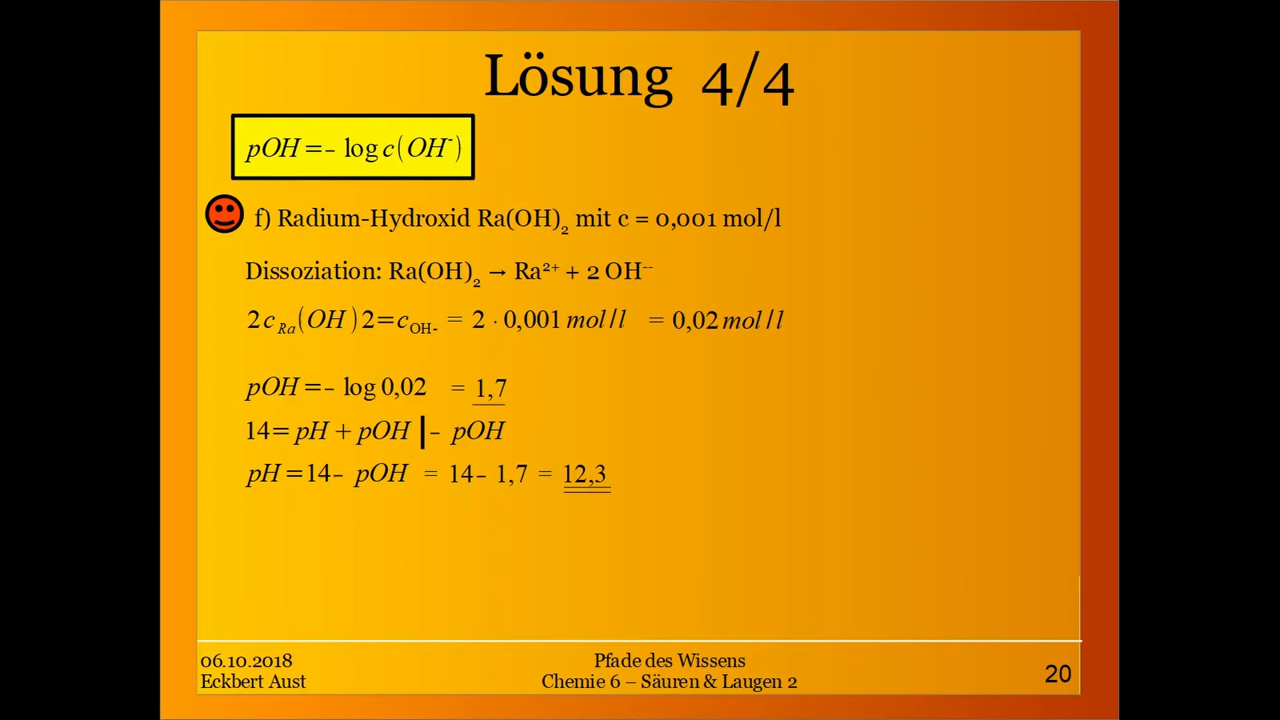 Lösung 4/4
pOH = – log c(OH⁻)
f) Radium-Hydroxid Ra(OH)₂ mit c = 0,001 mol/l
Dissoziation: Ra(OH)₂ → Ra²⁺ + 2 OH⁻⁻
2 c_Ra(OH)2 = c_OH- = 2 · 0,001 mol/l = 0,02 mol/l
pOH = – log 0,02 = 1,7
14 = pH + pOH |– pOH
pH = 14 – pOH = 14 – 1,7 = 12,3
06.10.2018
Eckbert Aust
Pfade des Wissens
Chemie 6 – Säuren & Laugen 2
20